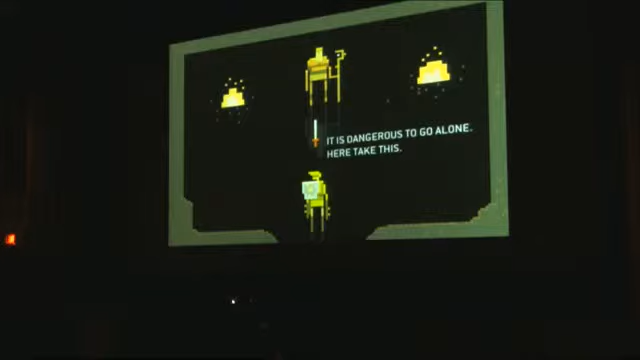 IT IS DANGEROUS TO GO ALONE.
HERE TAKE THIS.